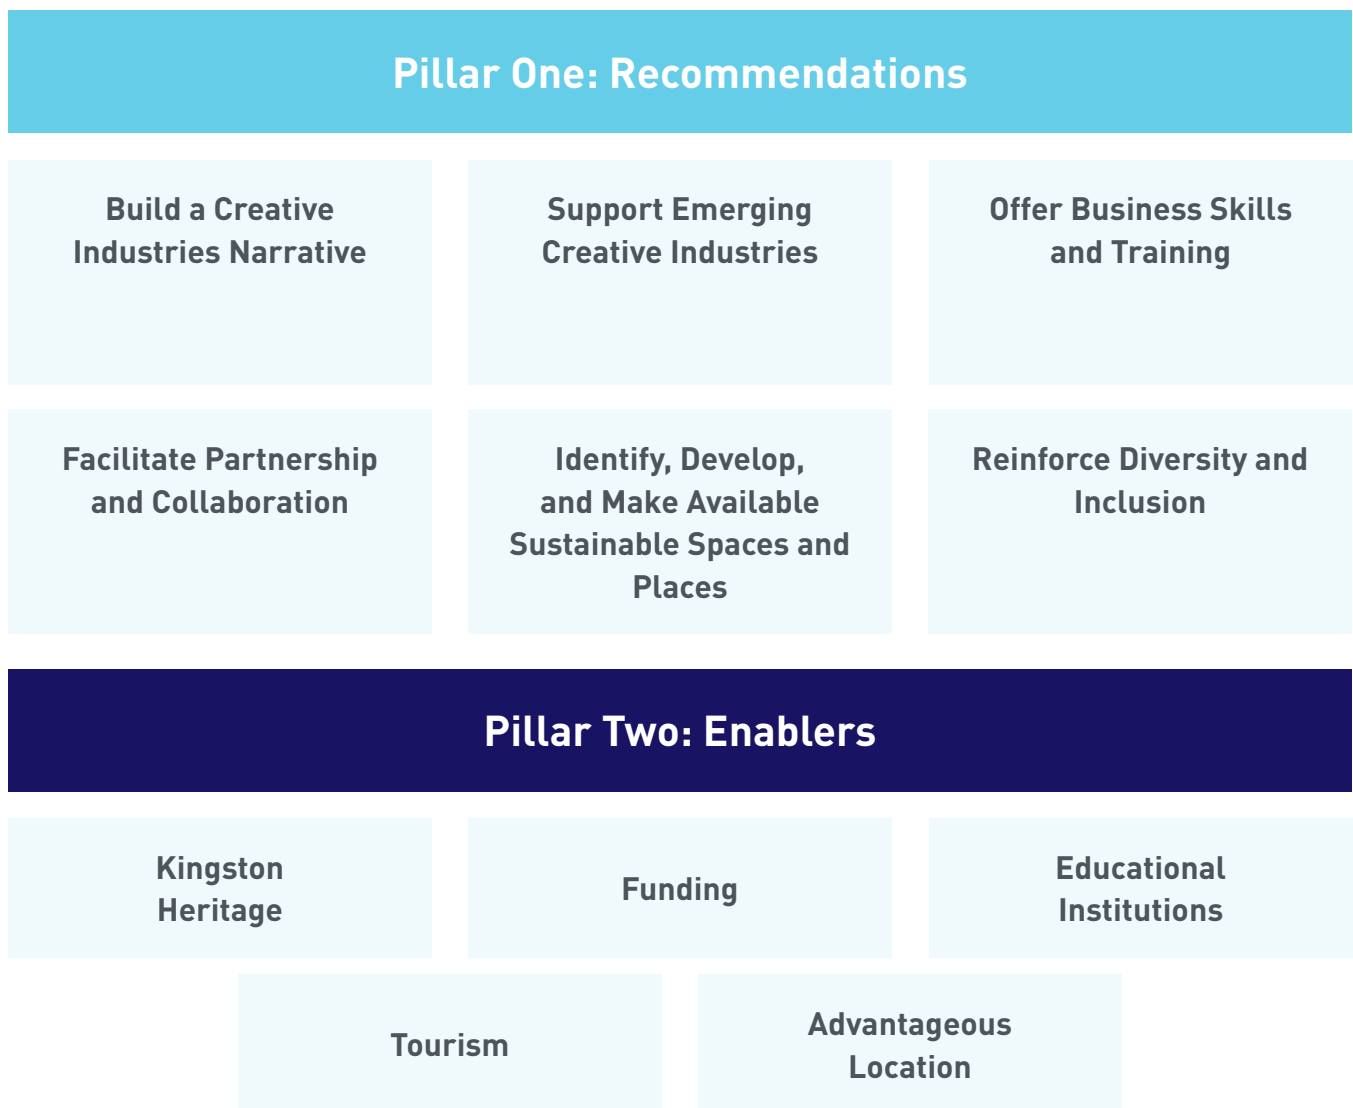 Pillar One: Recommendations
Build a Creative
Industries Narrative
Support Emerging
Creative Industries
Offer Business Skills
and Training
Facilitate Partnership
and Collaboration
Identify, Develop,
and Make Available
Sustainable Spaces and
Places
Reinforce Diversity and
Inclusion
Pillar Two: Enablers
Kingston
Heritage
Funding
Educational
Institutions
Tourism
Advantageous
Location